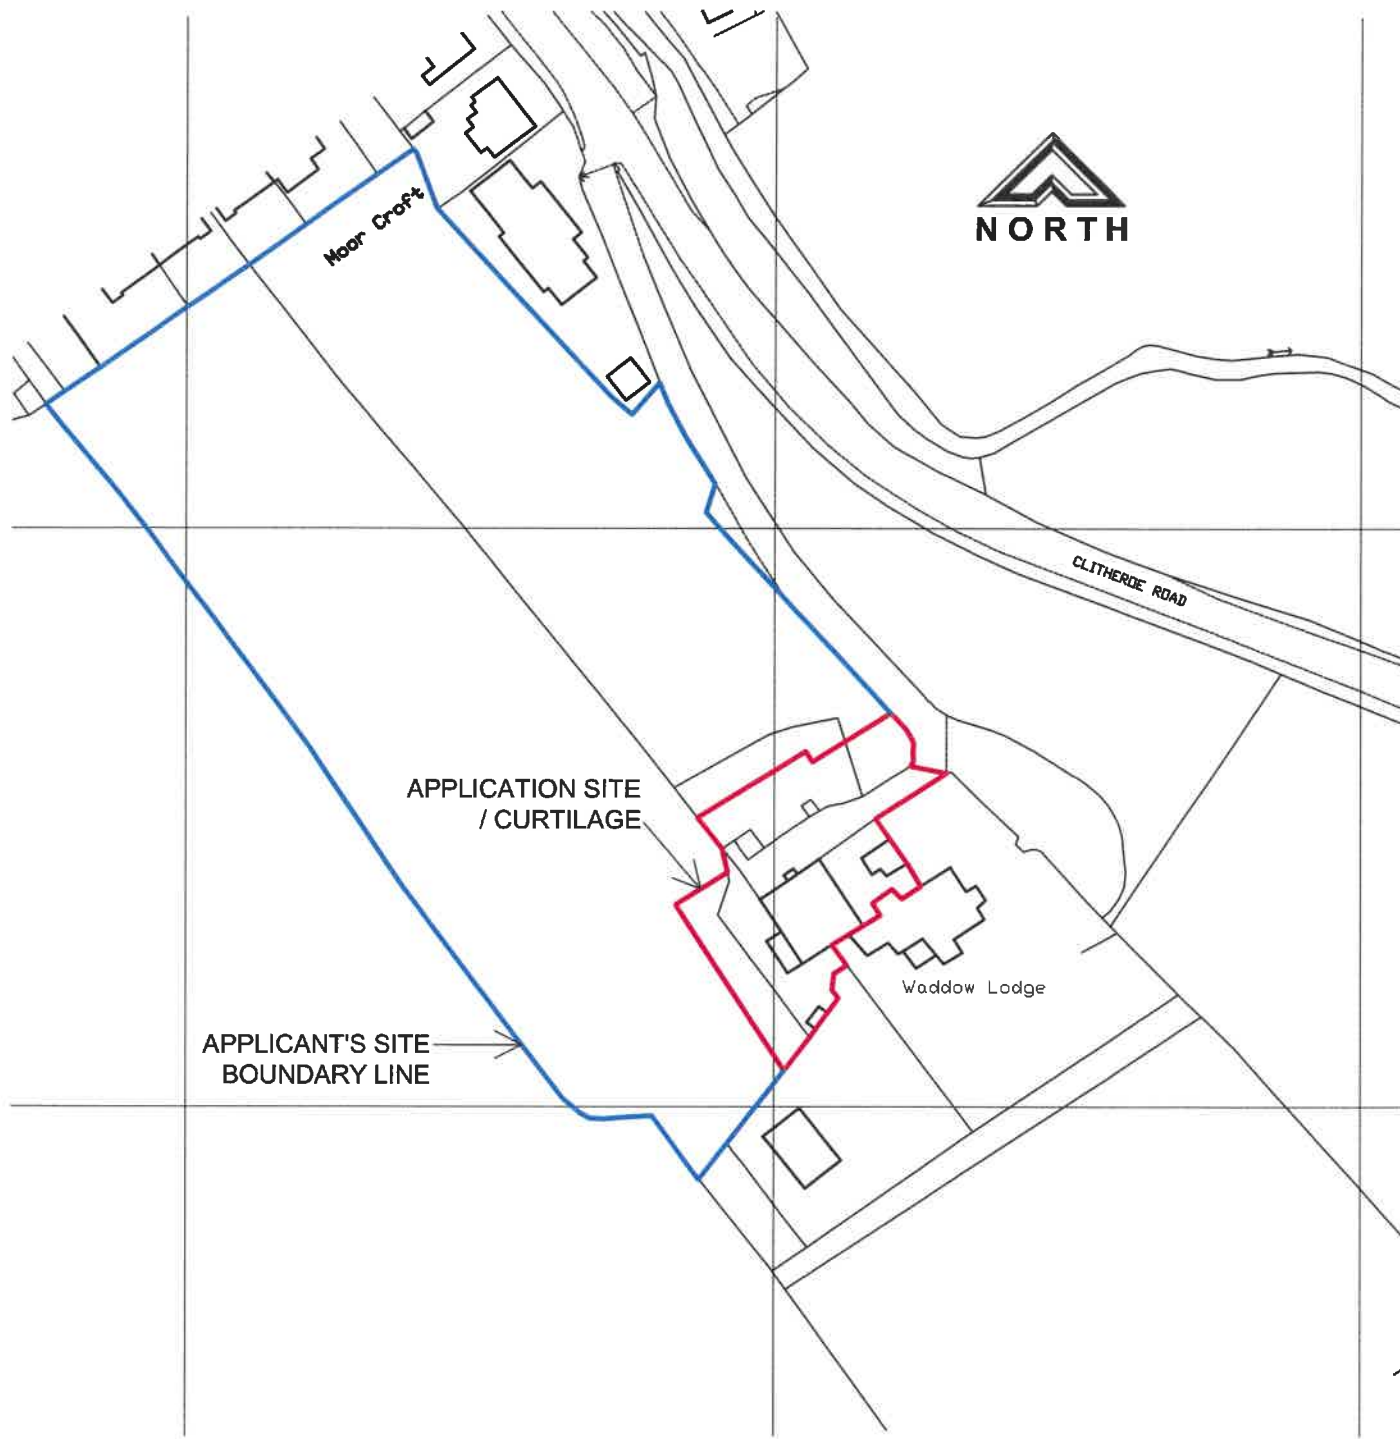 Moor Croft
NORTH
CLITHEROE ROAD
APPLICATION SITE
/ CURTILAGE
Waddow Lodge
APPLICANT'S SITE
BOUNDARY LINE